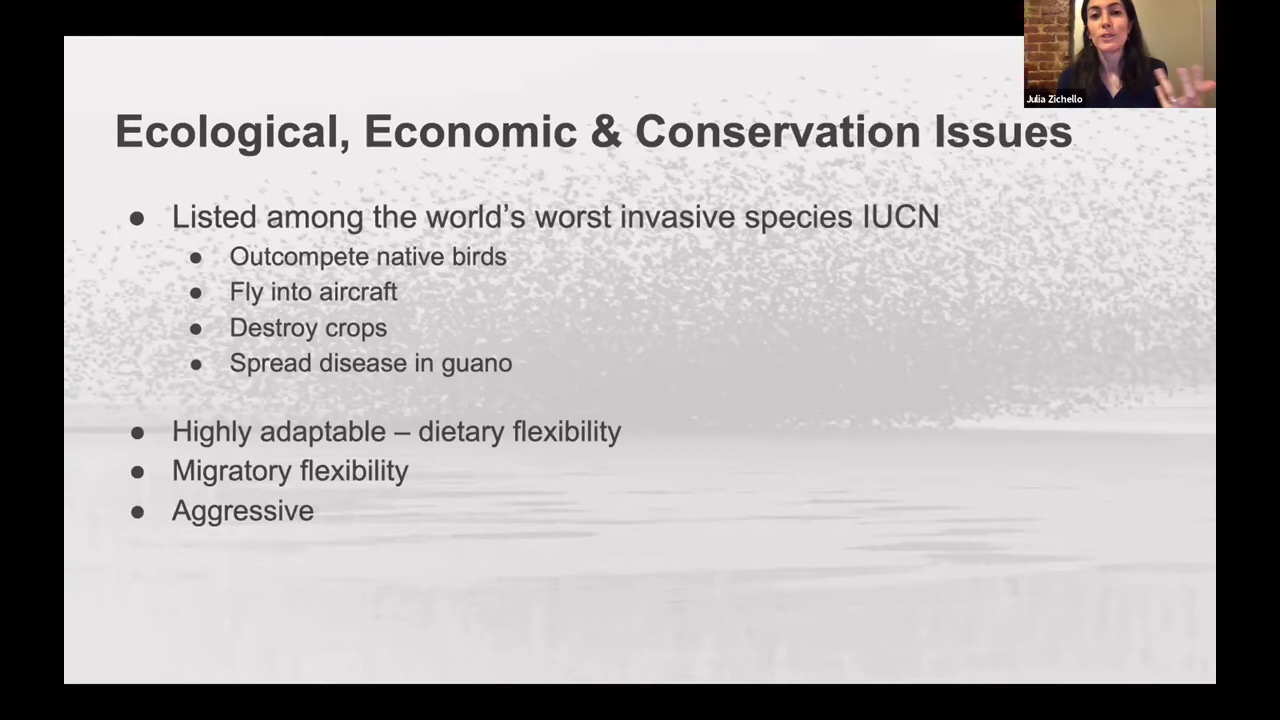 Julia Zichello
Ecological, Economic & Conservation Issues
● Listed among the world’s worst invasive species IUCN
● Outcompete native birds
● Fly into aircraft
● Destroy crops
● Spread disease in guano
● Highly adaptable – dietary flexibility
● Migratory flexibility
● Aggressive